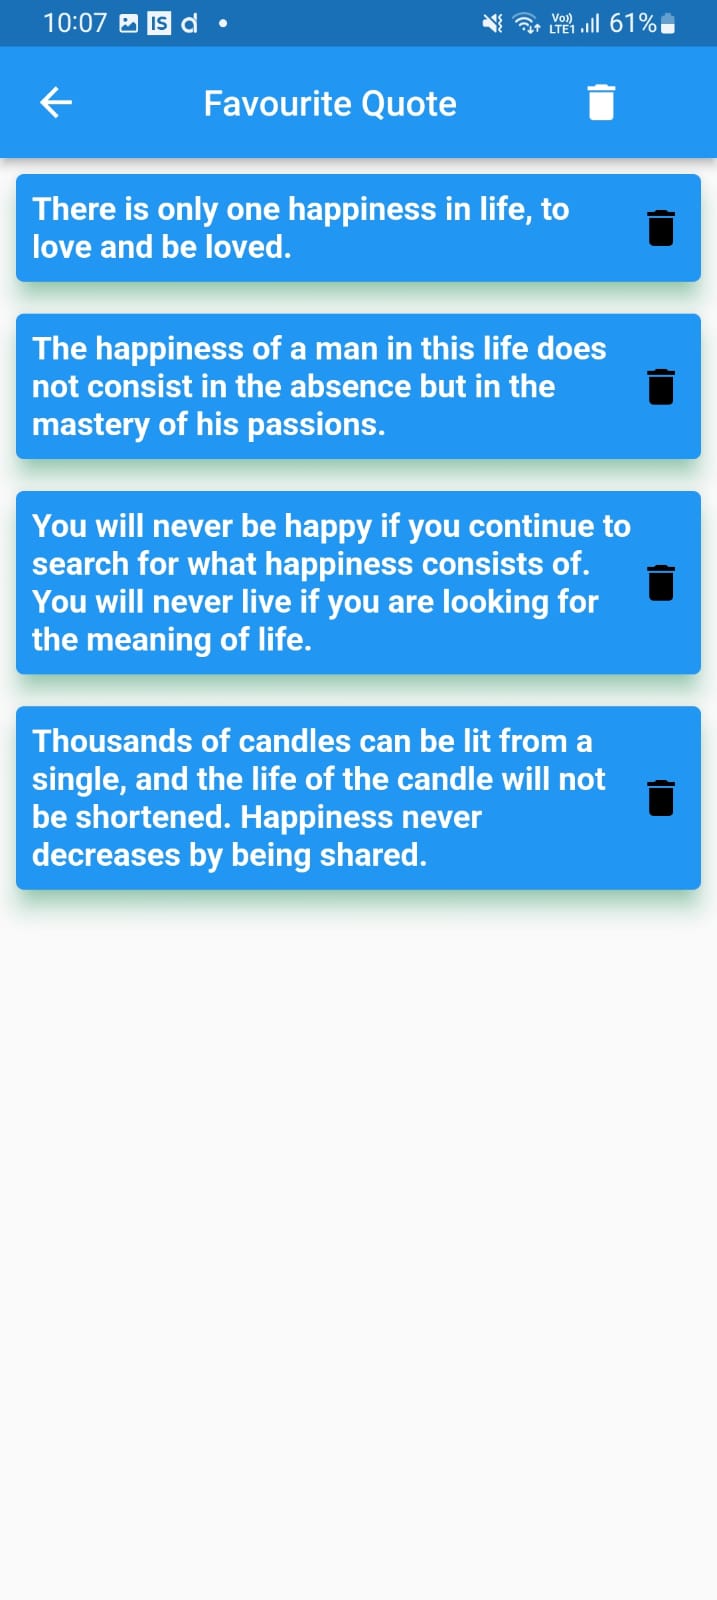 10:07 IS d
Vo)) LTE1 61%
Favourite Quote
There is only one happiness in life, to
love and be loved.
The happiness of a man in this life does
not consist in the absence but in the
mastery of his passions.
You will never be happy if you continue to
search for what happiness consists of.
You will never live if you are looking for
the meaning of life.
Thousands of candles can be lit from a
single, and the life of the candle will not
be shortened. Happiness never
decreases by being shared.